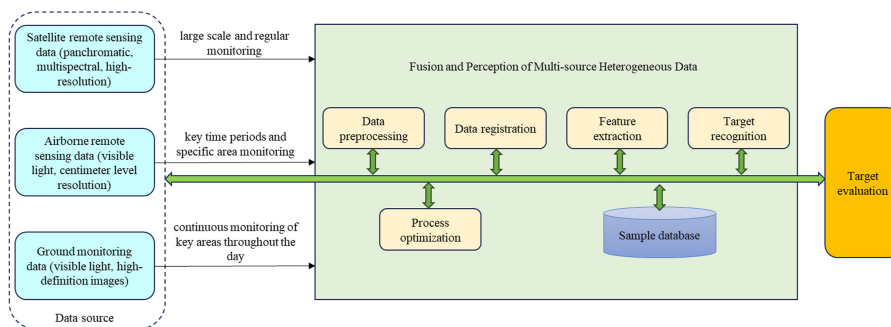 Satellite remote sensing
data (panchromatic,
multispectral, high-
resolution)
large scale and regular
monitoring
Airborne remote
sensing data (visible
light, centimeter level
resolution)
key time periods and
specific area monitoring
Ground monitoring
data (visible light, high-
definition images)
continuous monitoring of
key areas throughout the
day
Data source
Fusion and Perception of Multi-source Heterogeneous Data
Data
preprocessing
Data registration
Feature
extraction
Target
recognition
Process
optimization
Sample database
Target
evaluation